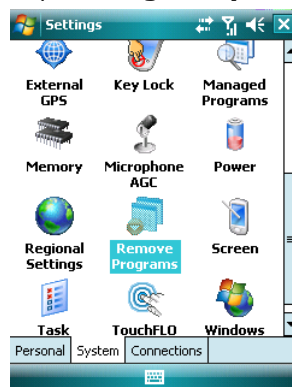 Settings
External Key Lock Managed
GPS Programs
Memory Microphone Power
AGC
Regional Remove Screen
Settings Programs
Task TouchFLO Windows
Personal System Connections